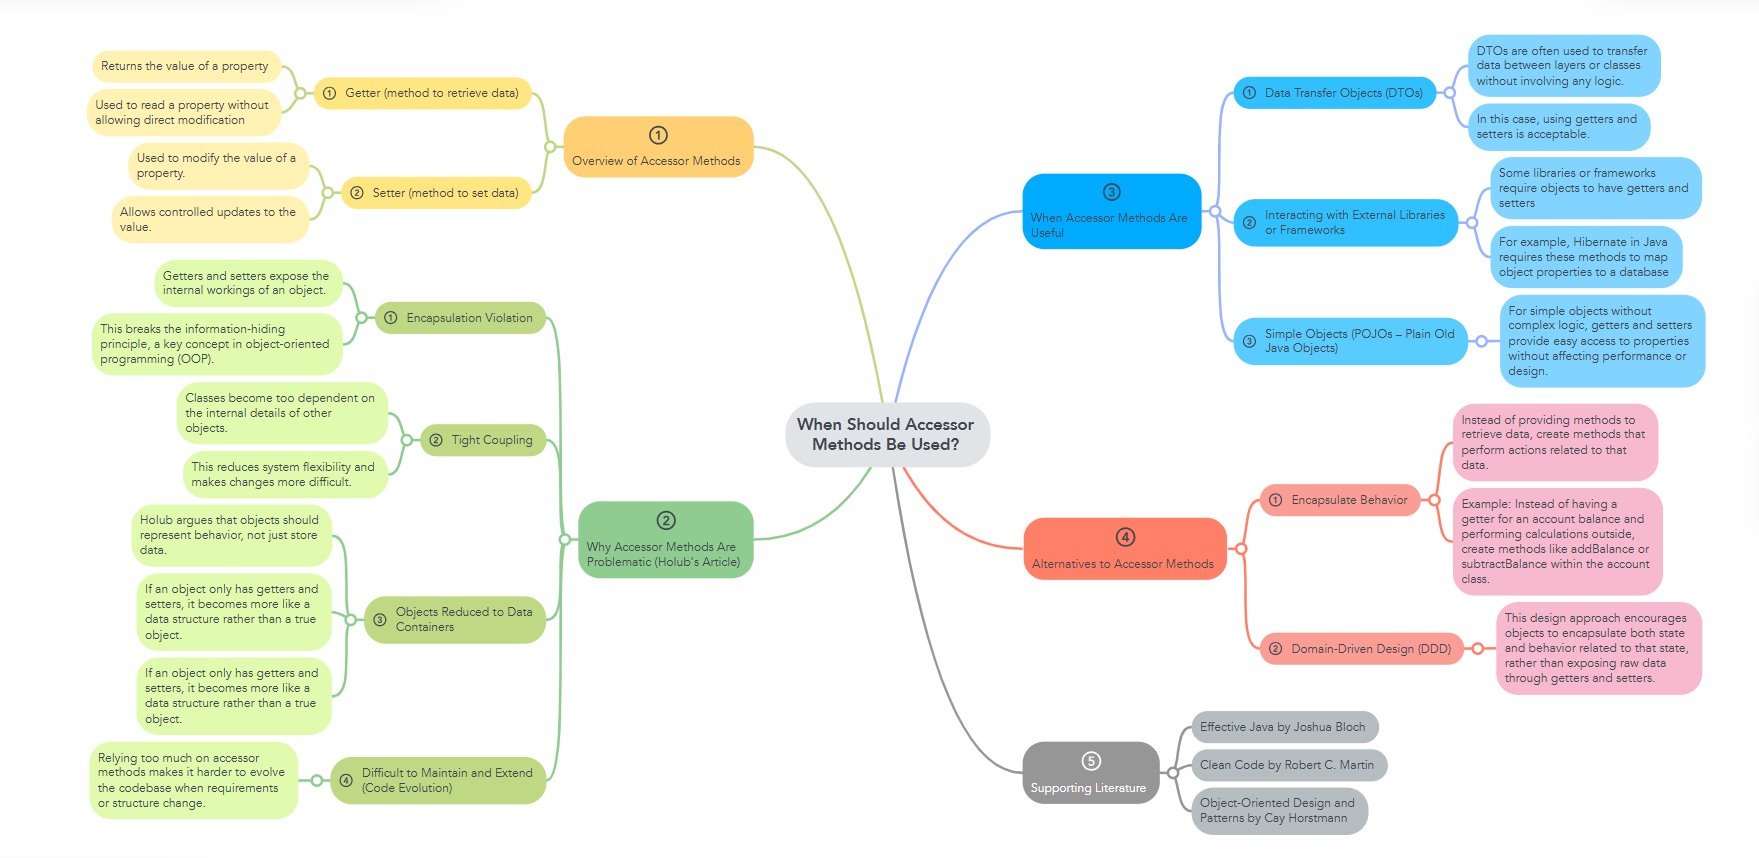 When Should Accessor
Methods Be Used?
1
Overview of Accessor Methods
1 Getter (method to retrieve data)
Returns the value of a property
Used to read a property without
allowing direct modification
2 Setter (method to set data)
Used to modify the value of a
property.
Allows controlled updates to the
value.
2
Why Accessor Methods Are
Problematic (Holub's Article)
1 Encapsulation Violation
Getters and setters expose the
internal workings of an object.
This breaks the information-hiding
principle, a key concept in object-oriented
programming (OOP).
2 Tight Coupling
Classes become too dependent on
the internal details of other
objects.
This reduces system flexibility and
makes changes more difficult.
3 Objects Reduced to Data
Containers
Holub argues that objects should
represent behavior, not just store
data.
If an object only has getters and
setters, it becomes more like a
data structure rather than a true
object.
If an object only has getters and
setters, it becomes more like a
data structure rather than a true
object.
4 Difficult to Maintain and Extend
(Code Evolution)
Relying too much on accessor
methods makes it harder to evolve
the codebase when requirements
or structure change.
3
When Accessor Methods Are
Useful
1 Data Transfer Objects (DTOs)
DTOs are often used to transfer
data between layers or classes
without involving any logic.
In this case, using getters and
setters is acceptable.
2 Interacting with External Libraries
or Frameworks
Some libraries or frameworks
require objects to have getters and
setters
For example, Hibernate in Java
requires these methods to map
object properties to a database
3 Simple Objects (POJOs – Plain Old
Java Objects)
For simple objects without
complex logic, getters and setters
provide easy access to properties
without affecting performance or
design.
4
Alternatives to Accessor Methods
1 Encapsulate Behavior
Instead of providing methods to
retrieve data, create methods that
perform actions related to that
data.
Example: Instead of having a
getter for an account balance and
performing calculations outside,
create methods like addBalance or
subtractBalance within the account
class.
2 Domain-Driven Design (DDD)
This design approach encourages
objects to encapsulate both state
and behavior related to that state,
rather than exposing raw data
through getters and setters.
5
Supporting Literature
Effective Java by Joshua Bloch
Clean Code by Robert C. Martin
Object-Oriented Design and
Patterns by Cay Horstmann